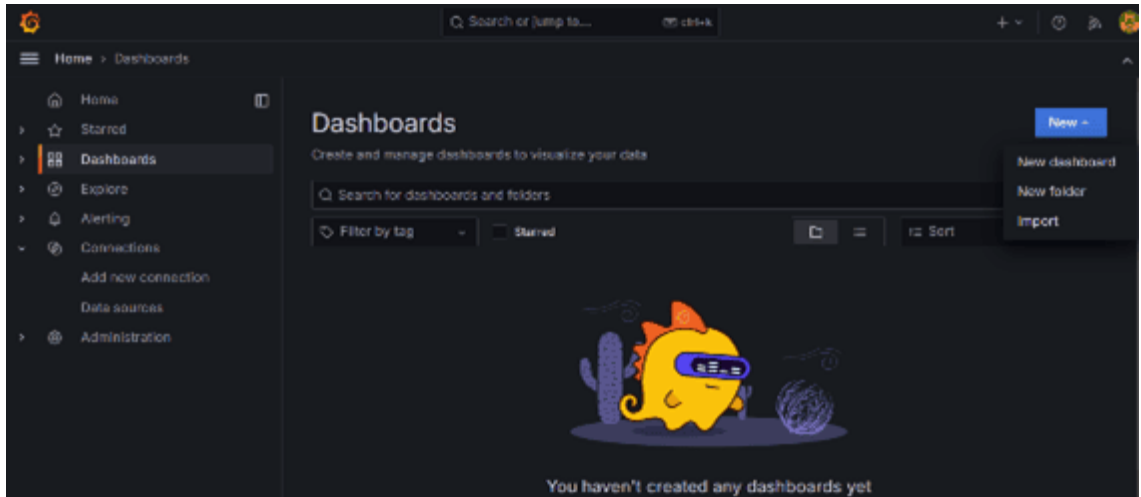 Search or jump to... ctrl+k
Home > Dashboards
Home
Starred
Dashboards
Explore
Alerting
Connections
Add new connection
Data sources
Administration
Dashboards
New
Create and manage dashboards to visualize your data
New dashboard
New folder
Import
Search for dashboards and folders
Filter by tag
Starred
Sort
You haven't created any dashboards yet